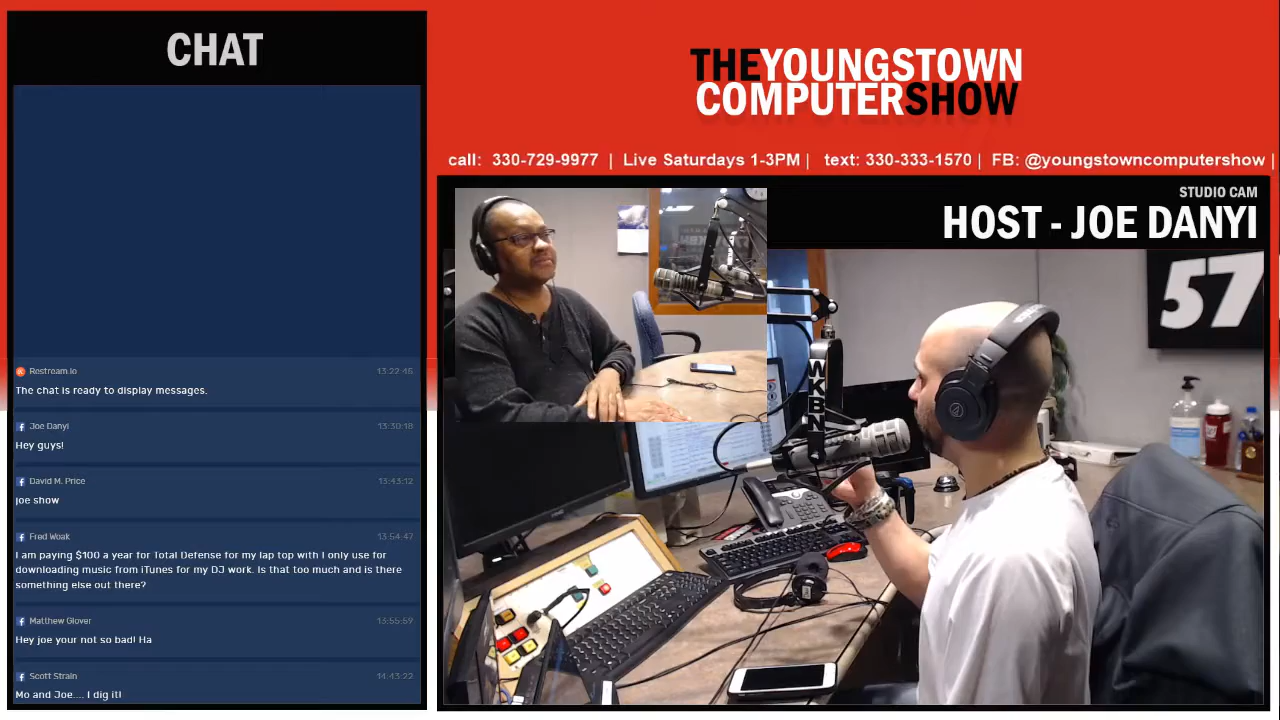 CHAT
THEYOUNGSTOWN
COMPUTERSHOW
call: 330-729-9977 | Live Saturdays 1-3PM | text: 330-333-1570 | FB: @youngstowncomputershow |
STUDIO CAM
HOST - JOE DANYI
57
WKBN
Restream.io 13:22:45
The chat is ready to display messages.
Joe Danyi 13:30:18
Hey guys!
David M. Price 13:43:12
joe show
Fred Woak 13:54:47
I am paying $100 a year for Total Defense for my lap top with I only use for
downloading music from iTunes for my DJ work. Is that too much and is there
something else out there?
Matthew Glover 13:55:59
Hey joe your not so bad! Ha
Scott Strain 14:43:22
Mo and Joe.... I dig it!